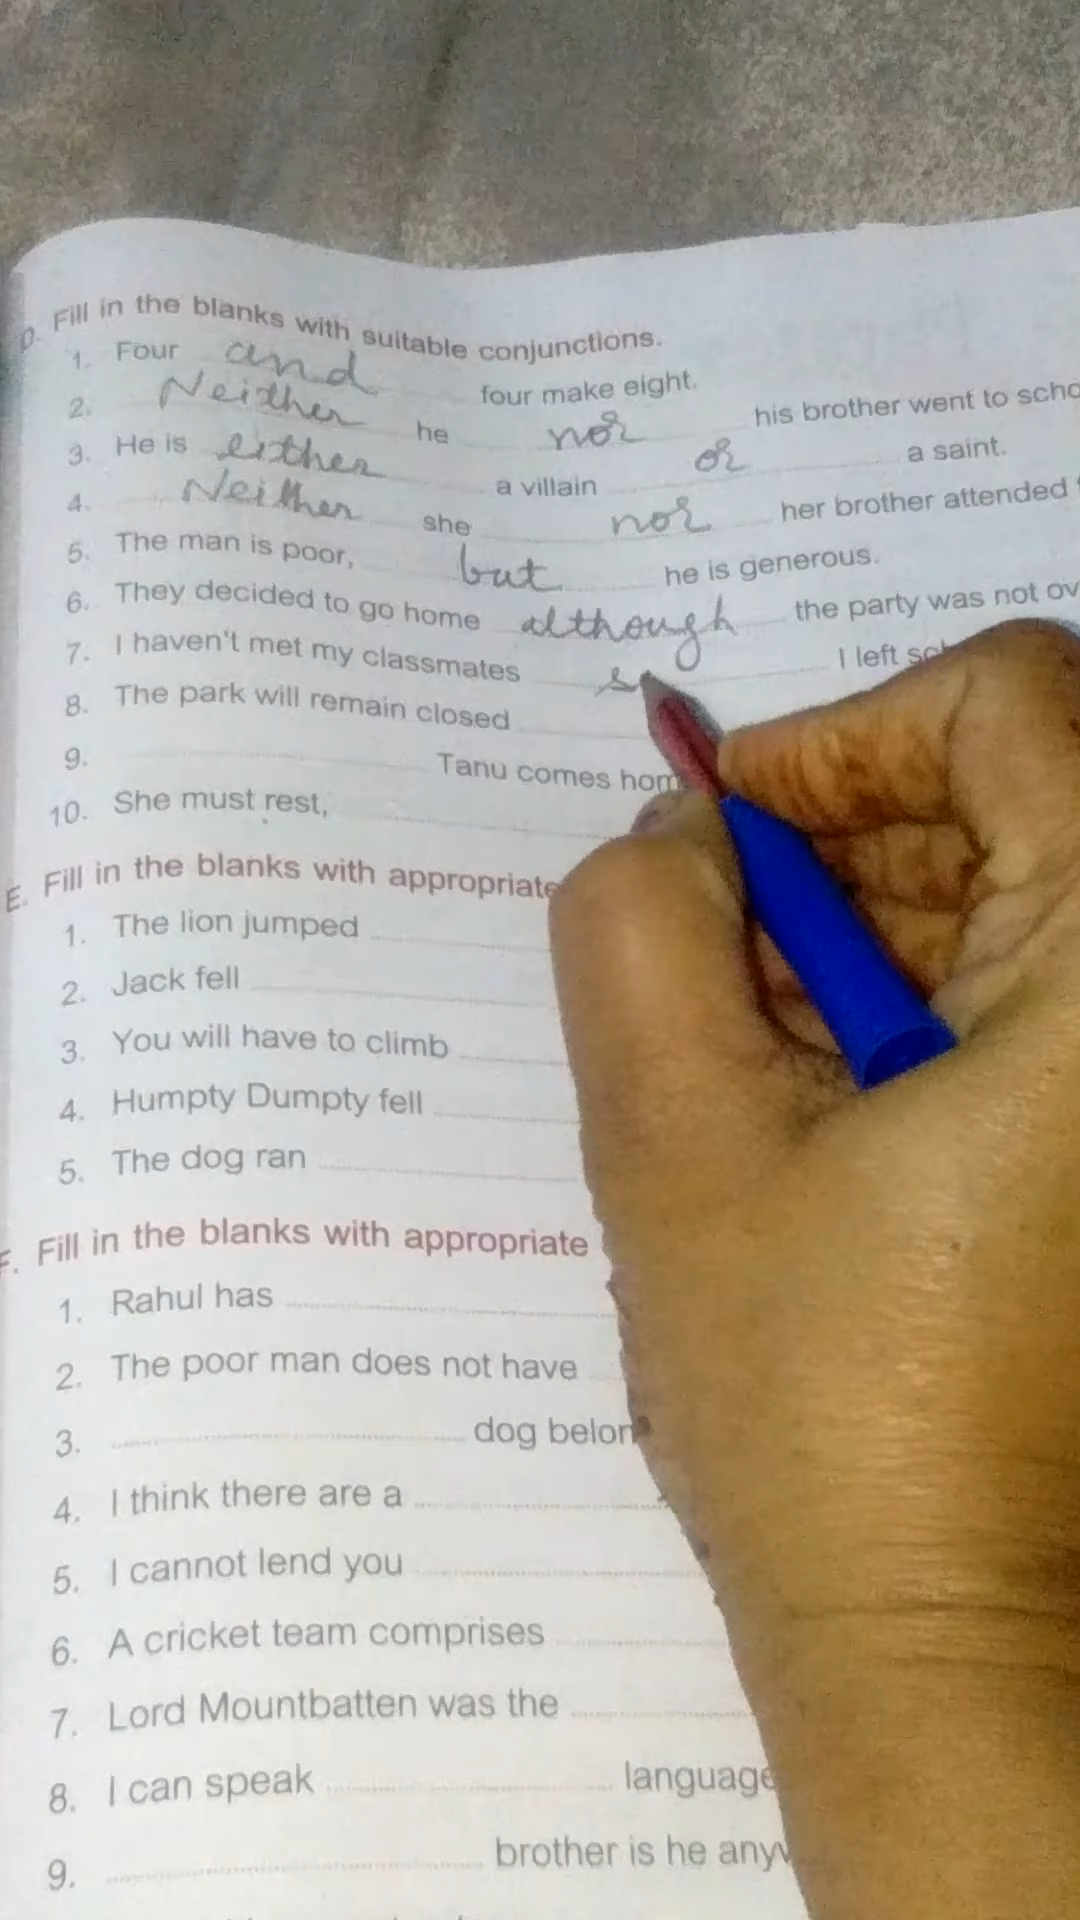 D. Fill in the blanks with suitable conjunctions.
1. Four and four make eight.
2. Neither he nor his brother went to scho
3. He is either a villain or a saint.
4. Neither she nor her brother attended
5. The man is poor, but he is generous.
6. They decided to go home although the party was not ov
7. I haven't met my classmates s I left
8. The park will remain closed
9. Tanu comes hom
10. She must rest,
E. Fill in the blanks with appropriate
1. The lion jumped
2. Jack fell
3. You will have to climb
4. Humpty Dumpty fell
5. The dog ran
F. Fill in the blanks with appropriate
1. Rahul has
2. The poor man does not have
3. dog belon
4. I think there are a
5. I cannot lend you
6. A cricket team comprises
7. Lord Mountbatten was the
8. I can speak language
9. brother is he any